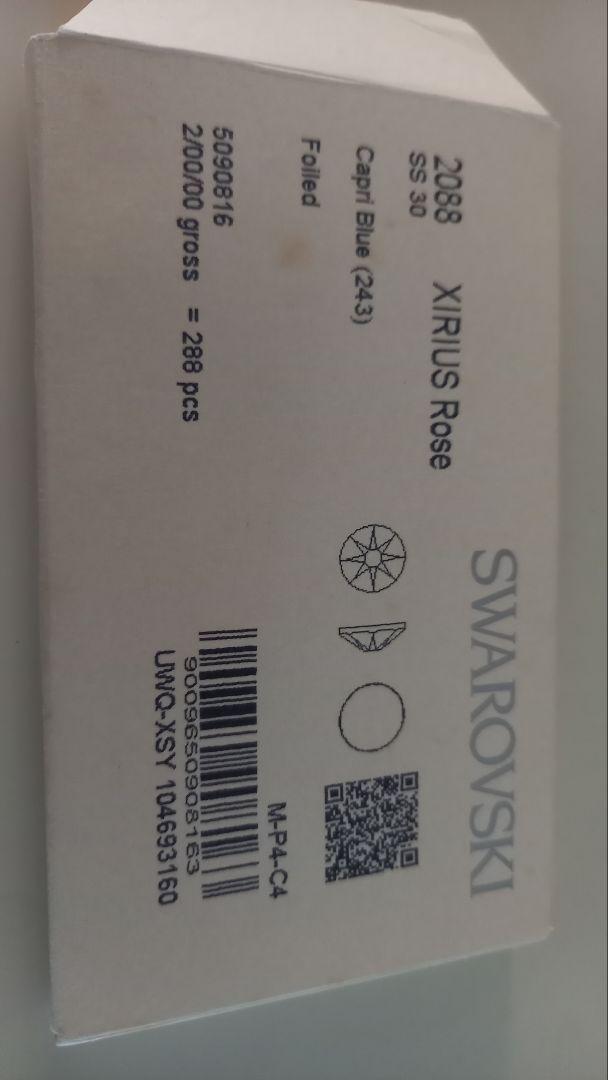 SWAROVSKI
2088 XIRIUS Rose
SS 30
Capri Blue (243)
Foiled
M-P4-C4
5090816
2/00/00 gross = 288 pcs
9009650908163
UWQ-XSY 104693160